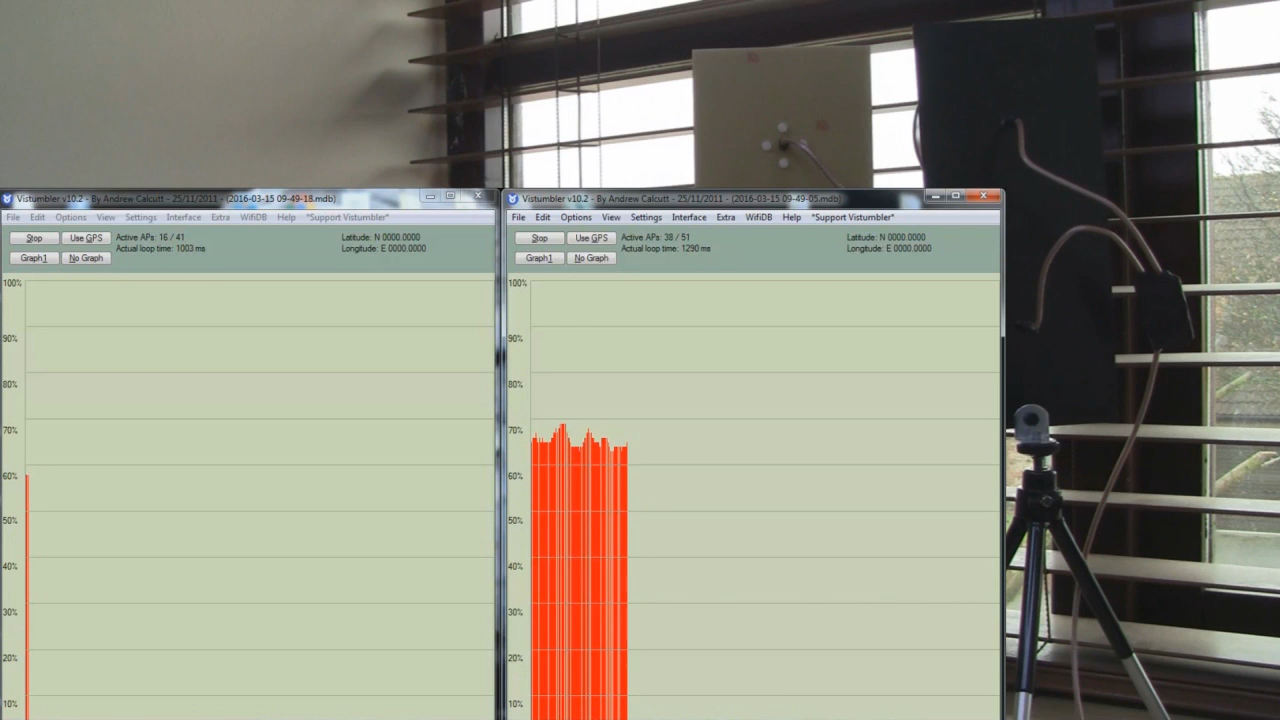 Vistumbler v10.2 - By Andrew Calcutt - 25/11/2011 - (2016-03-15 09-49-18.mdb)
File Edit Options View Settings Interface Extra WifiDB Help *Support Vistumbler*
Stop Use GPS Active APs: 16 / 41 Latitude: N 0000.0000
Actual loop time: 1003 ms Longitude: E 0000.0000
Graph1 No Graph
100%
90%
80%
70%
60%
50%
40%
30%
20%
10%
Vistumbler v10.2 - By Andrew Calcutt - 25/11/2011 - (2016-03-15 09-49-05.mdb)
File Edit Options View Settings Interface Extra WifiDB Help *Support Vistumbler*
Stop Use GPS Active APs: 38 / 51 Latitude: N 0000.0000
Actual loop time: 1290 ms Longitude: E 0000.0000
Graph1 No Graph
100%
90%
80%
70%
60%
50%
40%
30%
20%
10%